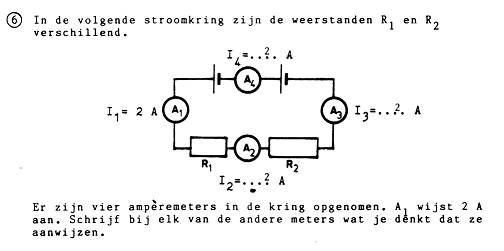 ⑥ In de volgende stroomkring zijn de weerstanden R1 en R2
verschillend.
I4= ..?.. A
A4
I1= 2 A
A1
A3
I3=..?.. A
R1
A2
R2
I2=....?. A
Er zijn vier ampèremeters in de kring opgenomen. A1 wijst 2 A
aan. Schrijf bij elk van de andere meters wat je denkt dat ze
aanwijzen.